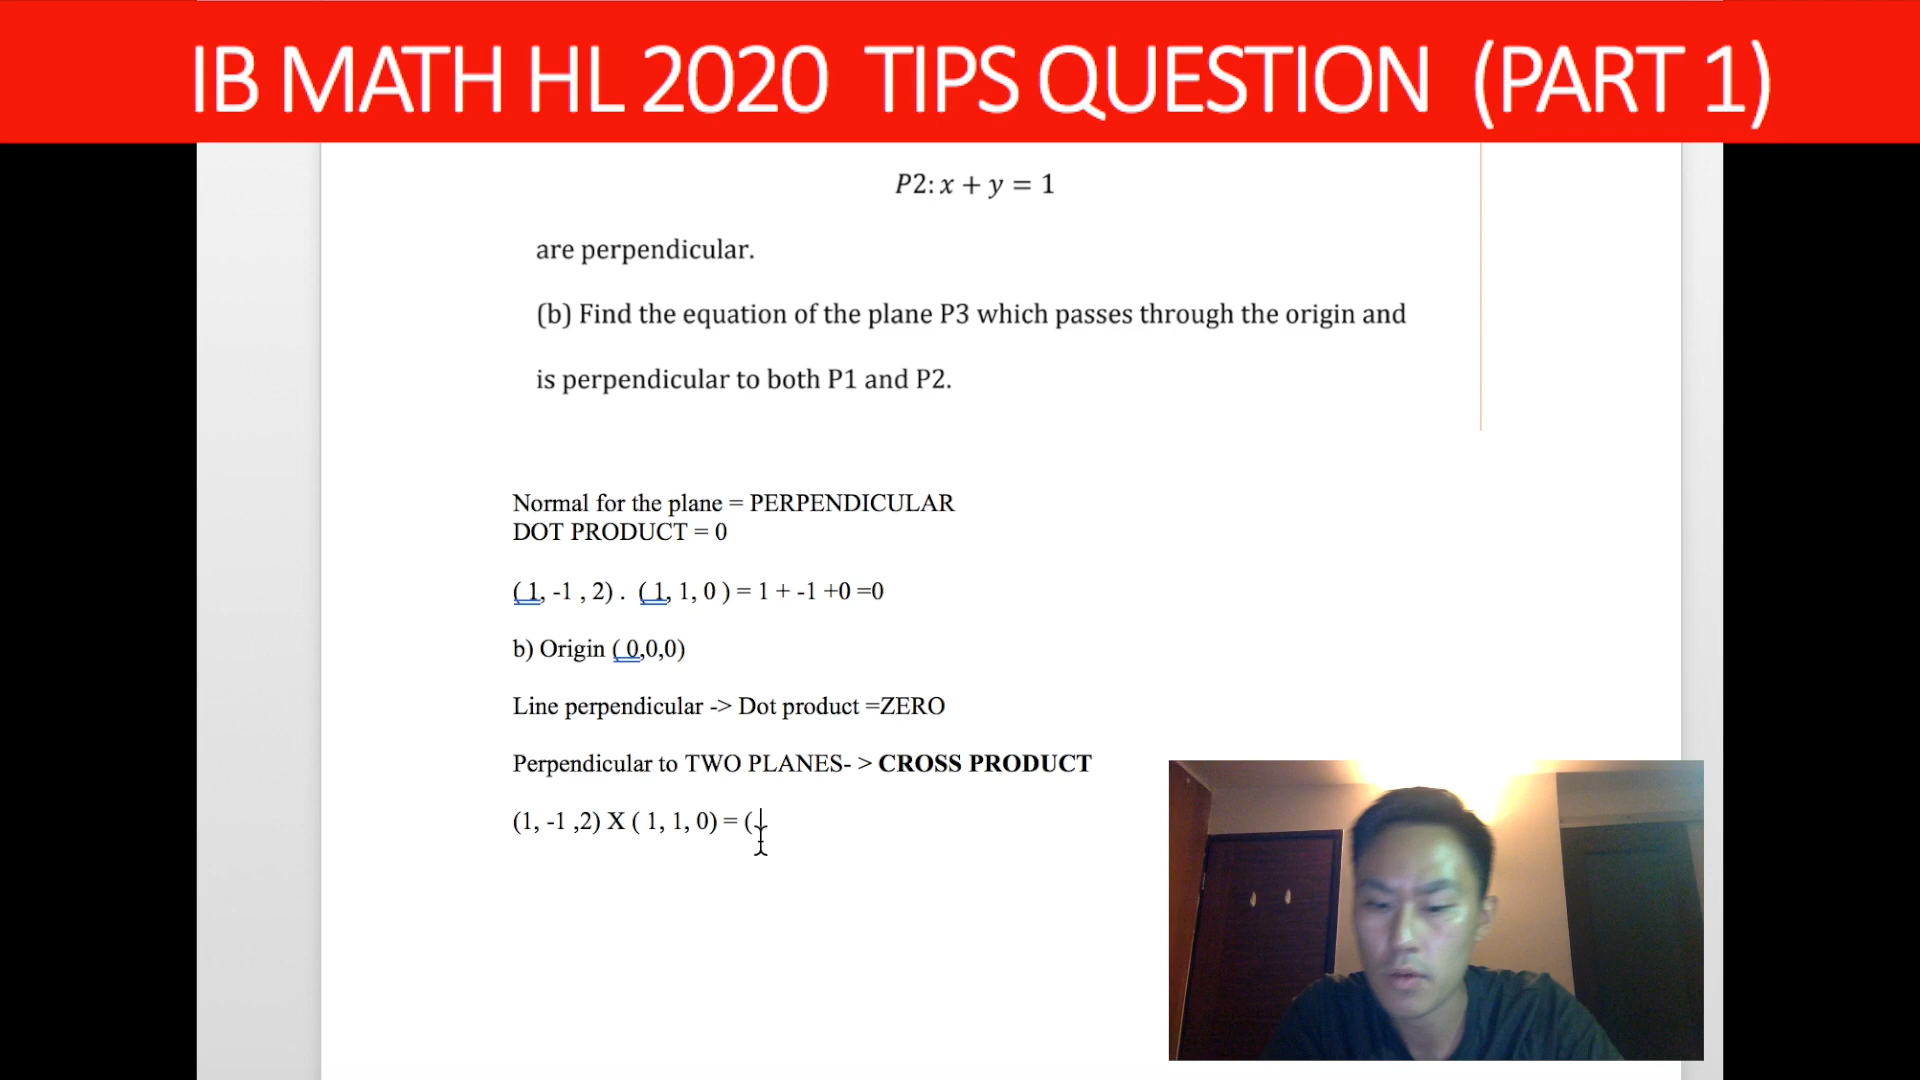 IB MATH HL 2020 TIPS QUESTION (PART 1)
P2: x + y = 1
are perpendicular.
(b) Find the equation of the plane P3 which passes through the origin and
is perpendicular to both P1 and P2.
Normal for the plane = PERPENDICULAR
DOT PRODUCT = 0
( 1, -1 , 2) . ( 1, 1, 0 ) = 1 + -1 +0 =0
b) Origin ( 0,0,0)
Line perpendicular -> Dot product =ZERO
Perpendicular to TWO PLANES- > CROSS PRODUCT
(1, -1 ,2) X ( 1, 1, 0) = (